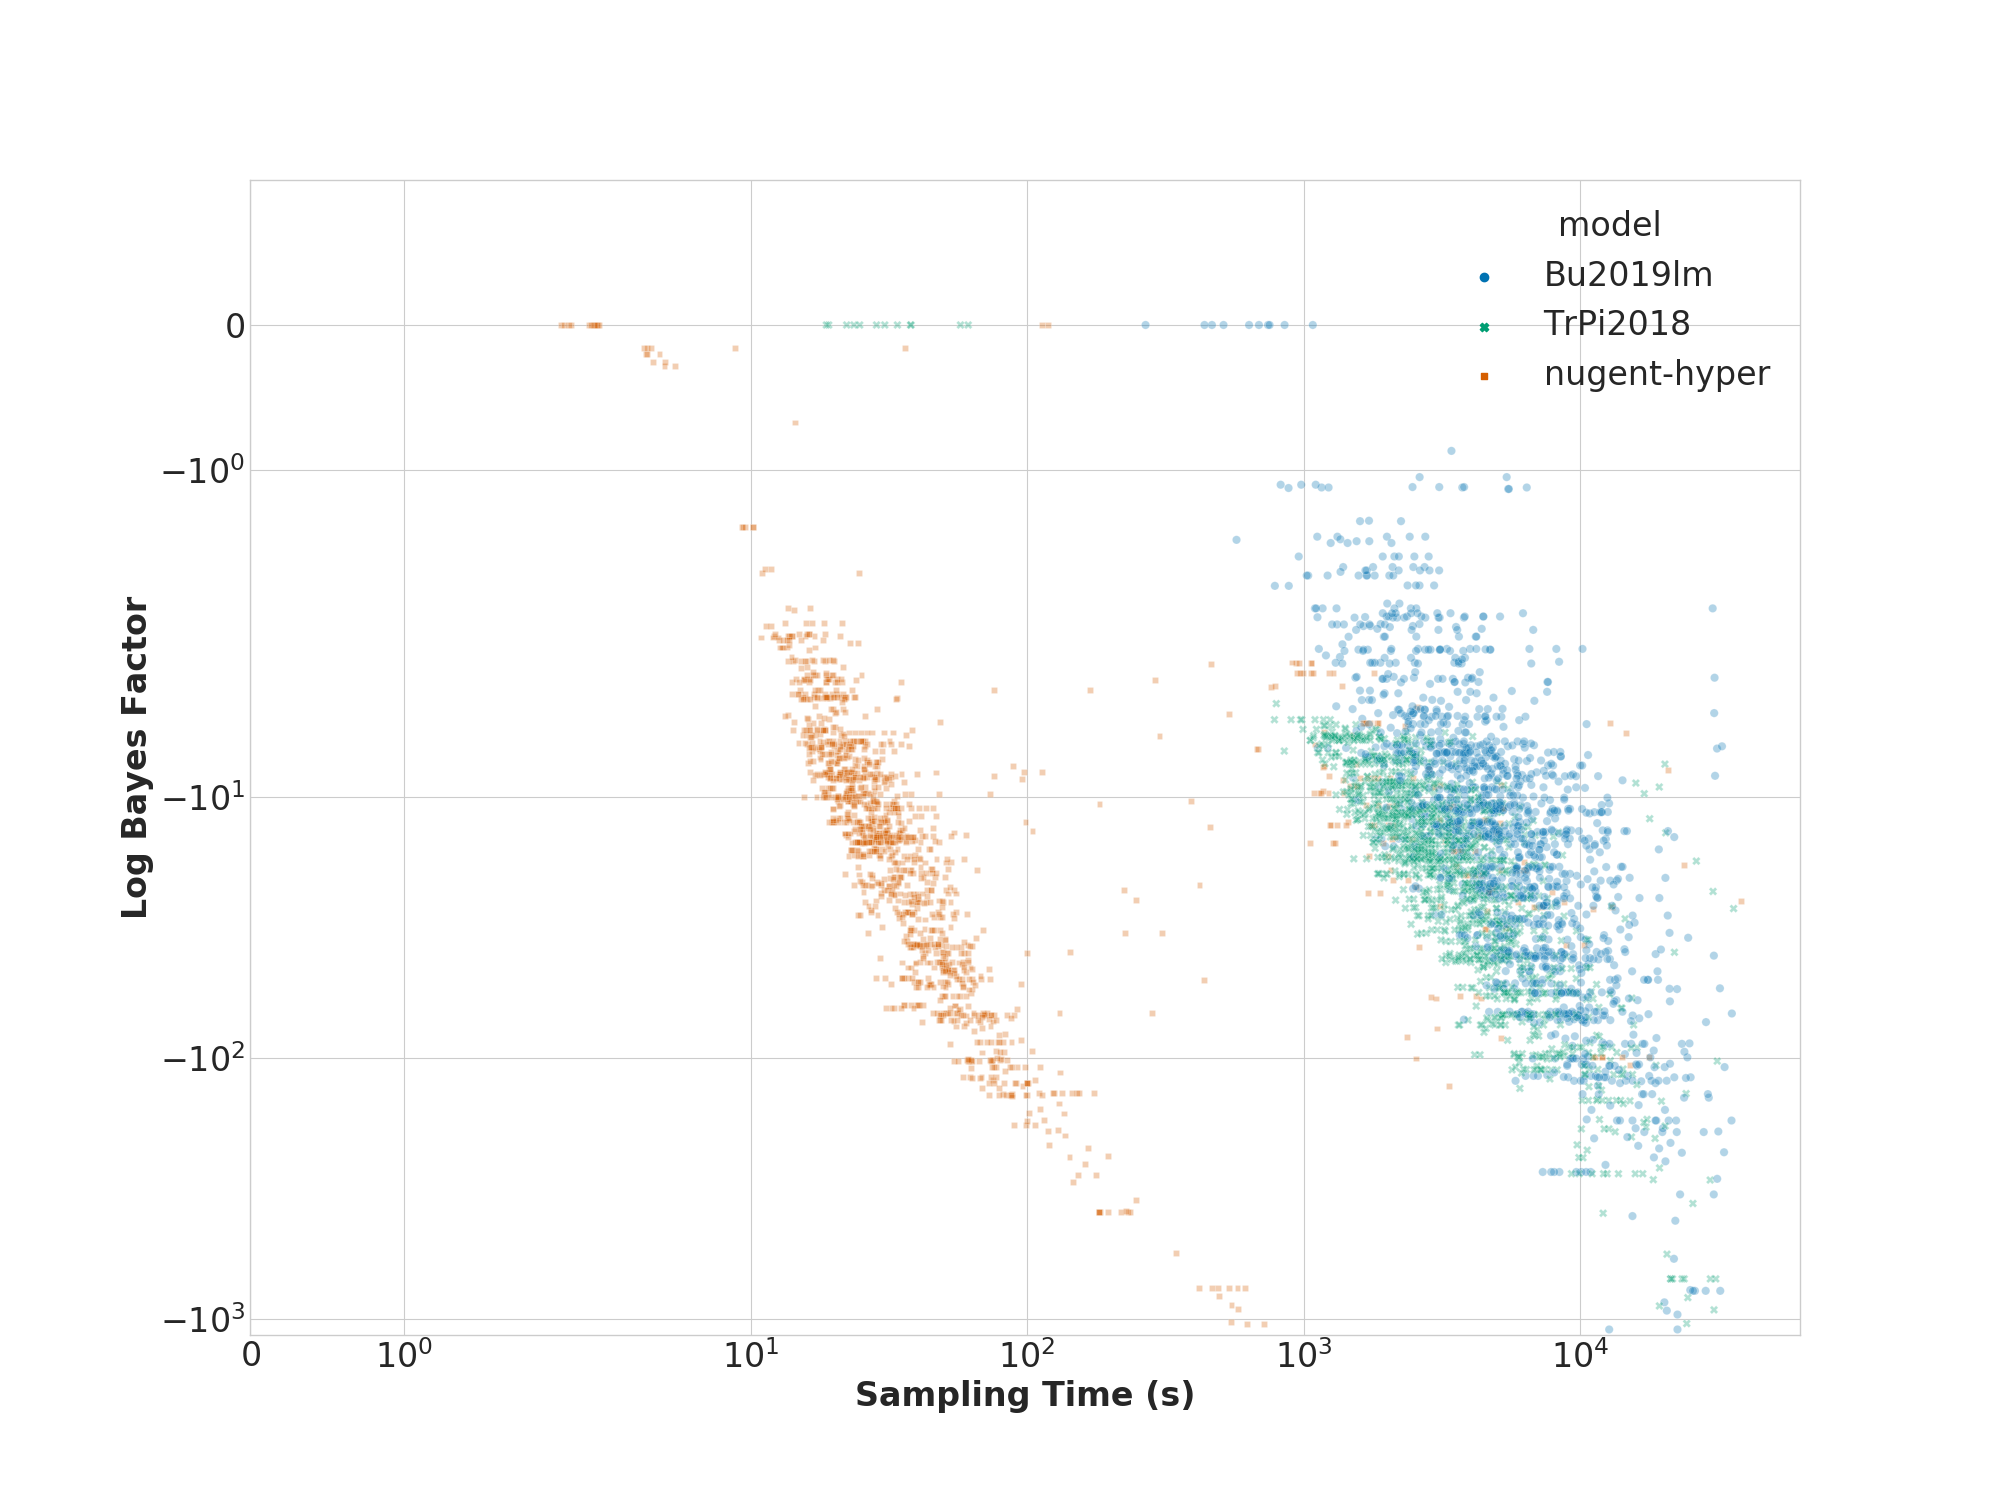 model
Bu2019lm
TrPi2018
nugent-hyper
0
−10⁰
−10¹
−10²
−10³
Log Bayes Factor
0 10⁰ 10¹ 10² 10³ 10⁴
Sampling Time (s)